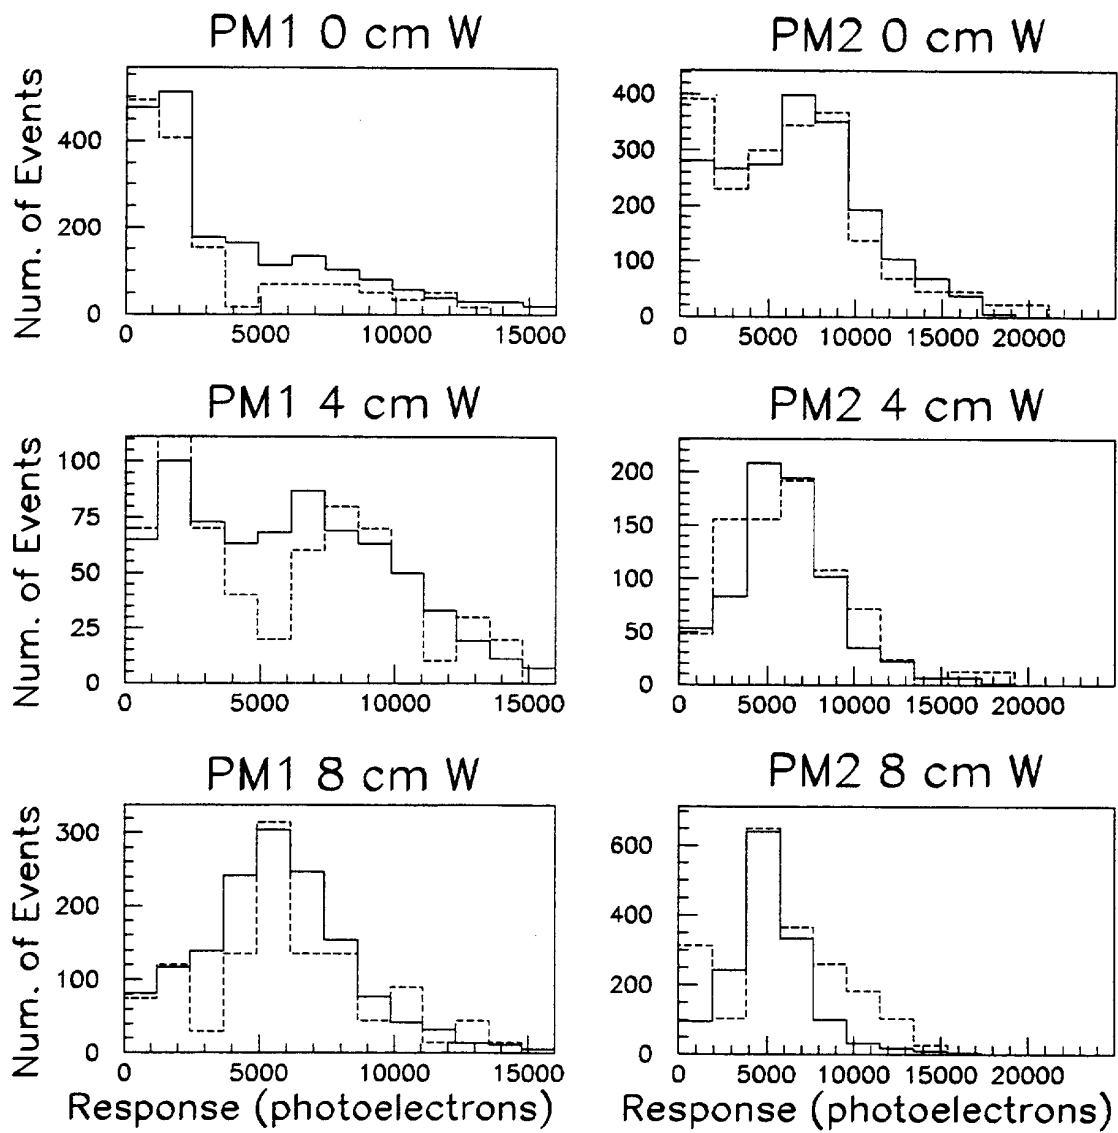 PM1 0 cm W
PM2 0 cm W
Num. of Events
400
200
0
0 5000 10000 15000
400
300
200
100
0
0 5000 10000 15000 20000
PM1 4 cm W
PM2 4 cm W
Num. of Events
100
75
50
25
0
0 5000 10000 15000
200
150
100
50
0
0 5000 10000 15000 20000
PM1 8 cm W
PM2 8 cm W
Num. of Events
300
200
100
0
0 5000 10000 15000
Response (photoelectrons)
600
400
200
0
0 5000 10000 15000 20000
Response (photoelectrons)